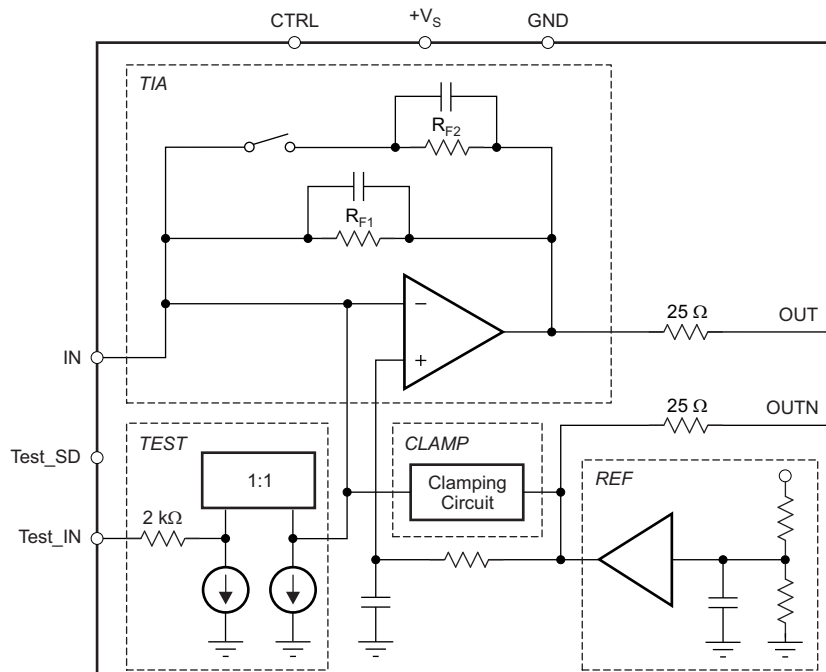 CTRL
+VS
GND
TIA
RF2
RF1
−
+
25 Ω
OUT
IN
25 Ω
OUTN
TEST
CLAMP
REF
Test_SD
1:1
Clamping
Circuit
2 kΩ
Test_IN